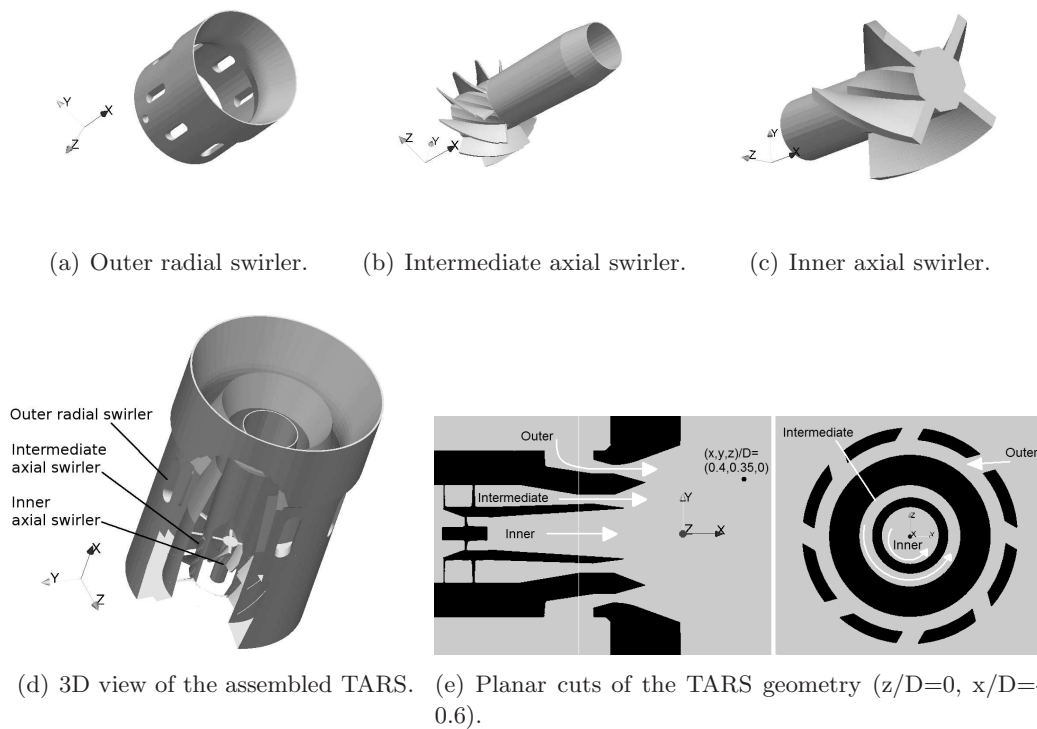 Y
X
Z
Z
Y
X
Y
Z
X
(a) Outer radial swirler.
(b) Intermediate axial swirler.
(c) Inner axial swirler.
Outer radial swirler
Intermediate
axial swirler
Inner
axial swirler
X
Y
Z
Outer
(x,y,z)/D=
(0.4,0.35,0)
Intermediate
Inner
Y
Z
X
Intermediate
Outer
Z
X
Y
Inner
(d) 3D view of the assembled TARS.
(e) Planar cuts of the TARS geometry (z/D=0, x/D=-
0.6).